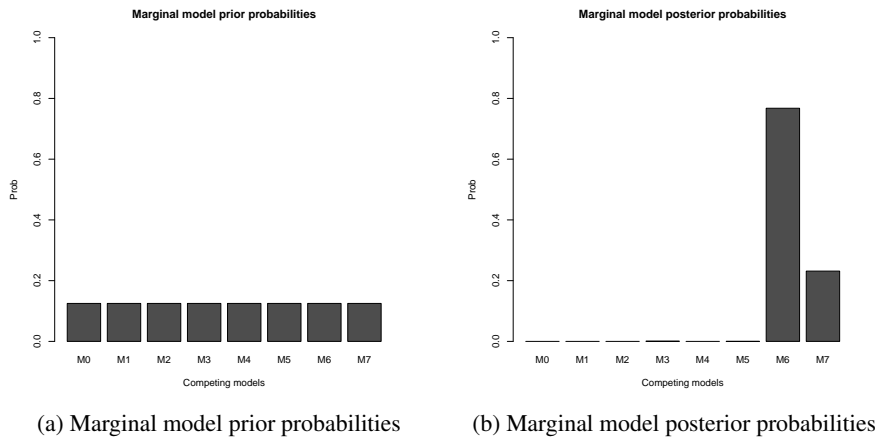 Marginal model prior probabilities
Prob
0.0 0.2 0.4 0.6 0.8 1.0
M0 M1 M2 M3 M4 M5 M6 M7
Competing models
(a) Marginal model prior probabilities
Marginal model posterior probabilities
Prob
0.0 0.2 0.4 0.6 0.8 1.0
M0 M1 M2 M3 M4 M5 M6 M7
Competing models
(b) Marginal model posterior probabilities